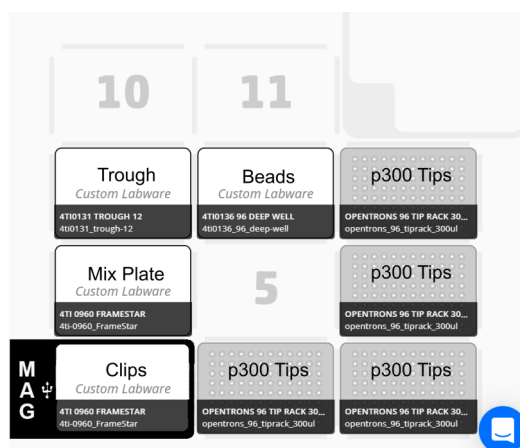 10
11
Trough
Custom Labware
4TI0131 TROUGH 12
4ti0131_trough-12
Beads
Custom Labware
4TI0136 96 DEEP WELL
4ti0136_96_deep-well
p300 Tips
OPENTRONS 96 TIP RACK 30...
opentrons_96_tiprack_300ul
Mix Plate
Custom Labware
4TI 0960 FRAMESTAR
4ti-0960_FrameStar
5
p300 Tips
OPENTRONS 96 TIP RACK 30...
opentrons_96_tiprack_300ul
MAG
Clips
Custom Labware
4TI 0960 FRAMESTAR
4ti-0960_FrameStar
p300 Tips
OPENTRONS 96 TIP RACK 30...
opentrons_96_tiprack_300ul
p300 Tips
OPENTRONS 96 TIP RACK 30...
opentrons_96_tiprack_300ul